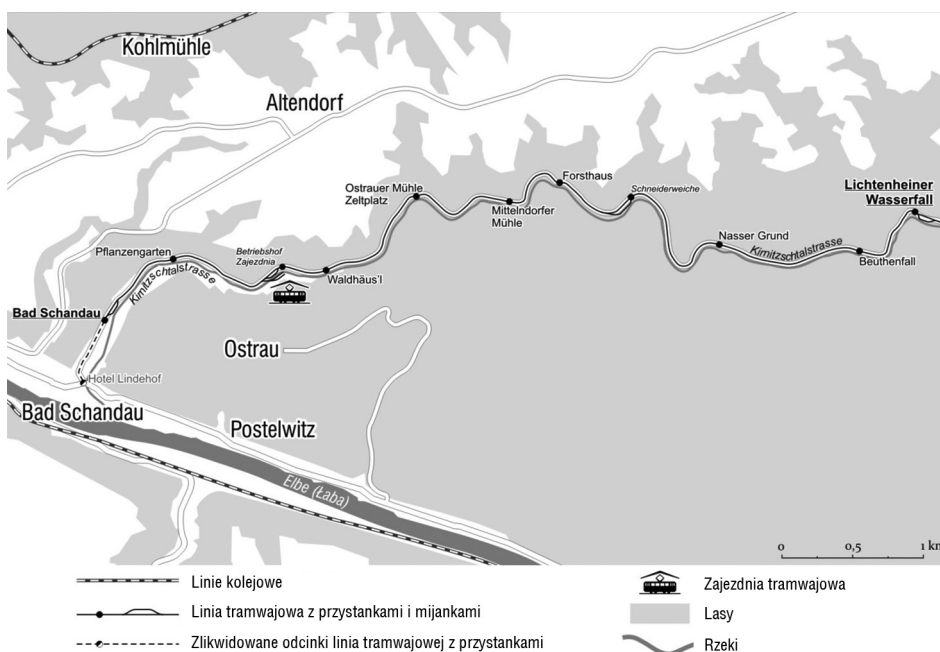 Kohlmühle
Altendorf
Ostrauer Mühle
Zeltplatz
Forsthaus
Schneiderweiche
Mittelndorfer
Mühle
Lichtenheiner
Wasserfall
Nasser Grund
Kirnitzschtalstrasse
Beuthenfall
Pflanzengarten
Betriebshof
Zajezdnia
Waldhäus'l
Kirnitzschtalstrasse
Bad Schandau
Ostrau
Hotel Lindehof
Bad Schandau
Postelwitz
Elbe (Łaba)
0 0,5 1 km
Linie kolejowe
Linia tramwajowa z przystankami i mijankami
Zlikwidowane odcinki linia tramwajowej z przystankami
Zajezdnia tramwajowa
Lasy
Rzeki